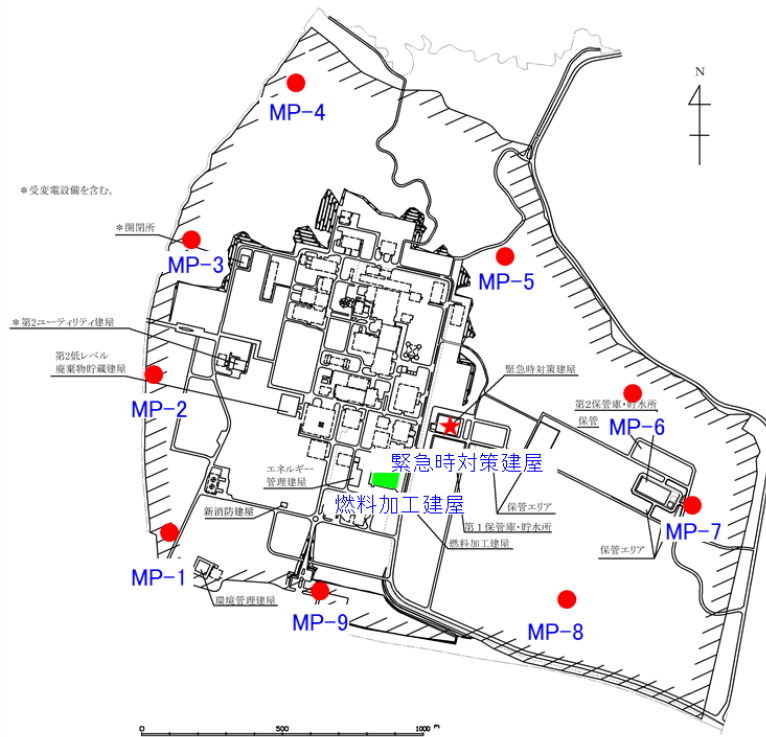 MP-4
N
*受変電設備を含む。
*開閉所
MP-3
MP-5
*第2ユーティリティ建屋
第2低レベル
廃棄物貯蔵建屋
緊急時対策建屋
MP-2
第2保管庫・貯水所
保管
MP-6
緊急時対策建屋
エネルギー
管理建屋
燃料加工建屋
保管エリア
新消防建屋
第1保管庫・貯水所
MP-7
燃料加工建屋
保管エリア
MP-1
環境管理建屋
MP-9
MP-8
0
500
1000
m